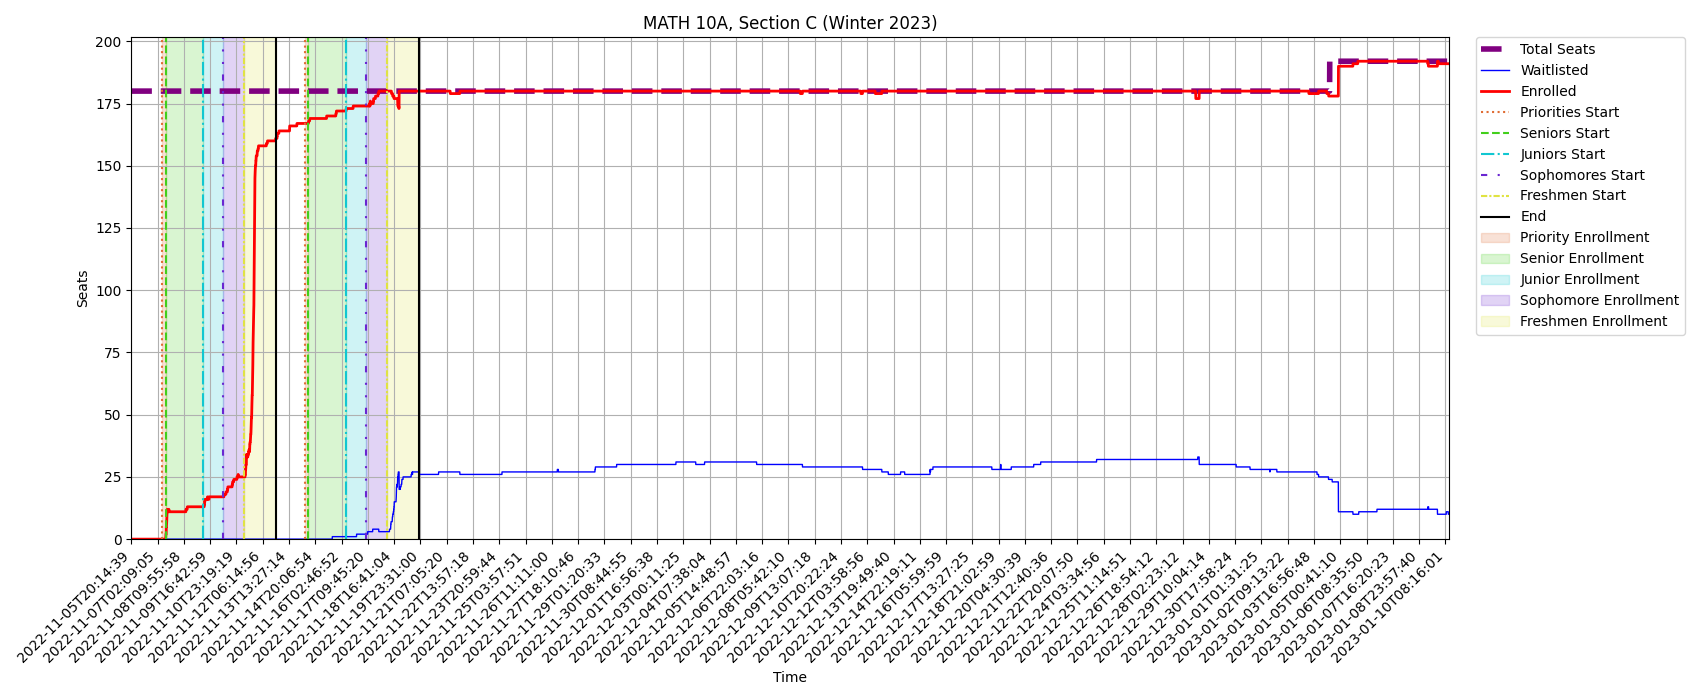 MATH 10A, Section C (Winter 2023)
Seats
200
175
150
125
100
75
50
25
0
2022-11-05T20:14:39
2022-11-07T02:09:05
2022-11-08T09:55:58
2022-11-09T16:42:59
2022-11-10T23:19:19
2022-11-12T06:14:56
2022-11-13T13:27:14
2022-11-14T20:06:54
2022-11-16T02:46:52
2022-11-17T09:45:20
2022-11-18T16:41:04
2022-11-19T23:31:00
2022-11-21T07:05:20
2022-11-22T13:57:18
2022-11-23T20:59:44
2022-11-25T03:57:51
2022-11-26T11:11:00
2022-11-27T18:10:46
2022-11-29T01:20:33
2022-11-30T08:44:55
2022-12-01T16:56:38
2022-12-03T00:11:25
2022-12-04T07:38:04
2022-12-05T14:48:57
2022-12-06T22:03:16
2022-12-08T05:42:10
2022-12-09T13:07:18
2022-12-10T20:22:24
2022-12-12T03:58:56
2022-12-13T19:49:40
2022-12-14T22:19:11
2022-12-16T05:59:59
2022-12-17T13:27:25
2022-12-18T21:02:59
2022-12-20T04:30:39
2022-12-21T12:40:36
2022-12-22T20:07:50
2022-12-24T03:34:56
2022-12-25T11:14:51
2022-12-26T18:54:12
2022-12-28T02:23:12
2022-12-29T10:04:14
2022-12-30T17:58:24
2023-01-01T01:31:25
2023-01-02T09:13:22
2023-01-03T16:56:48
2023-01-05T00:41:10
2023-01-06T08:35:50
2023-01-07T16:20:23
2023-01-08T23:57:40
2023-01-10T08:16:01
Time
Total Seats
Waitlisted
Enrolled
Priorities Start
Seniors Start
Juniors Start
Sophomores Start
Freshmen Start
End
Priority Enrollment
Senior Enrollment
Junior Enrollment
Sophomore Enrollment
Freshmen Enrollment